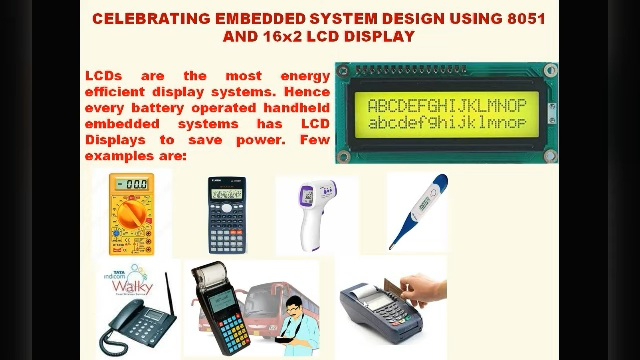 CELEBRATING EMBEDDED SYSTEM DESIGN USING 8051
AND 16x2 LCD DISPLAY
LCDs are the most energy
efficient display systems. Hence
every battery operated handheld
embedded systems has LCD
Displays to save power. Few
examples are:
ABCDEFGHIJKLMNOP
abcdefghijklmnop
-00.0
TATA
Indicom
Walky